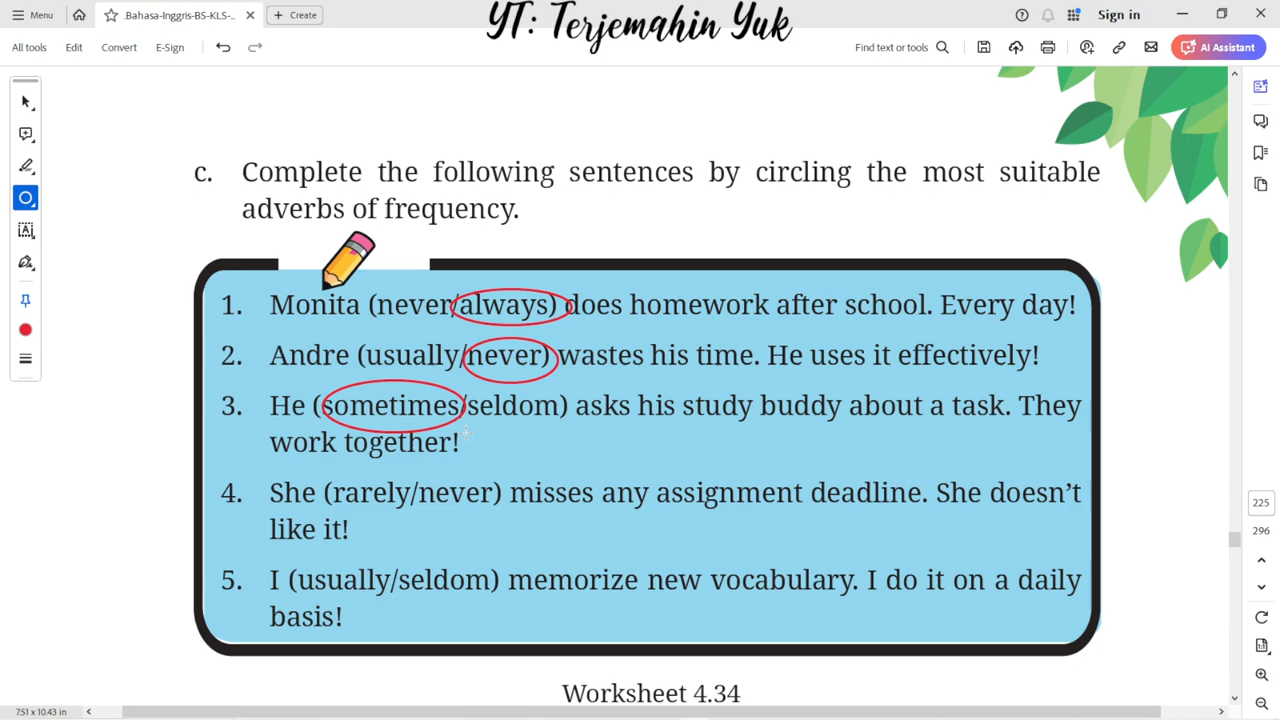 Menu
.Bahasa-Inggris-BS-KLS-...
Create
YT: Terjemahin Yuk
Sign in
All tools
Edit
Convert
E-Sign
Find text or tools
AI Assistant
c. Complete the following sentences by circling the most suitable
adverbs of frequency.
1. Monita (never/always) does homework after school. Every day!
2. Andre (usually/never) wastes his time. He uses it effectively!
3. He (sometimes/seldom) asks his study buddy about a task. They
work together!
4. She (rarely/never) misses any assignment deadline. She doesn't
like it!
5. I (usually/seldom) memorize new vocabulary. I do it on a daily
basis!
Worksheet 4.34
225
296
7.51 x 10.43 in